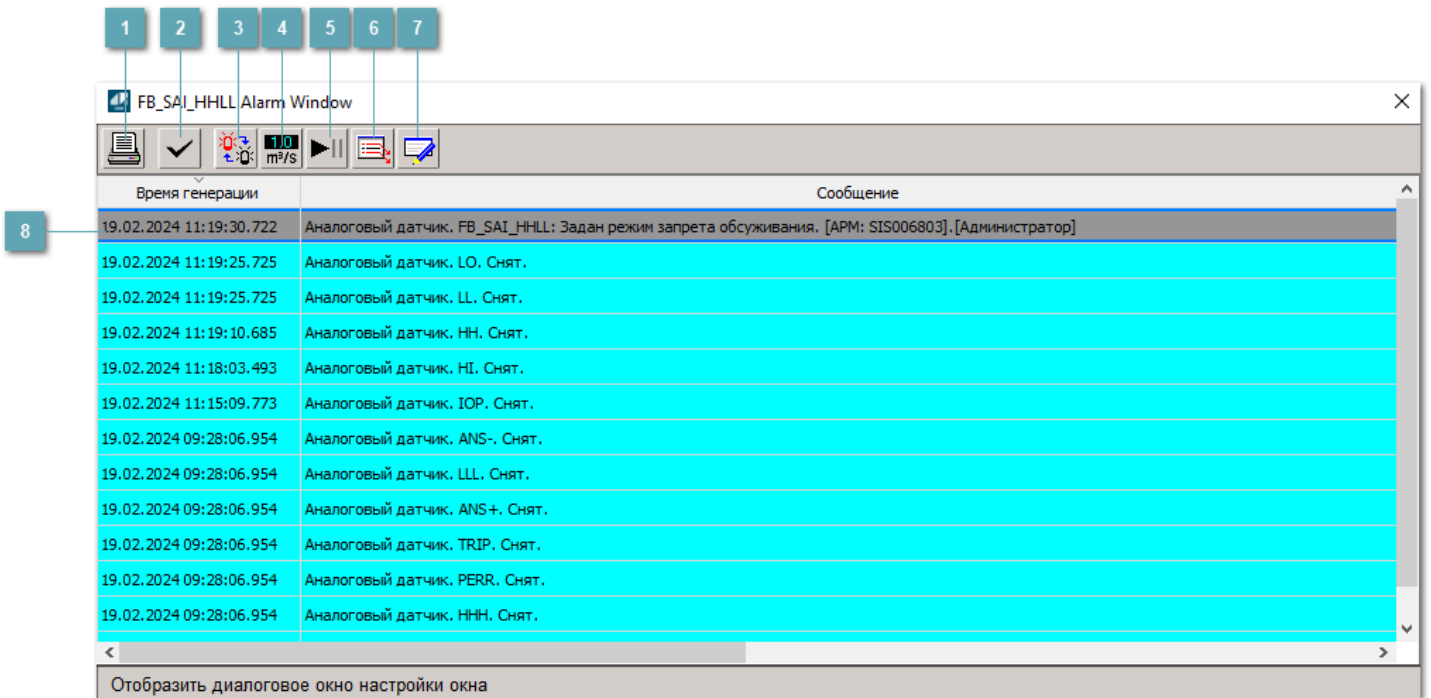 1 2 3 4 5 6 7
FB_SAI_HHLL Alarm Window
1.0
m³/s
Время генерации Сообщение
8
19.02.2024 11:19:30.722 Аналоговый датчик. FB_SAI_HHLL: Задан режим запрета обсуживания. [АРМ: SIS006803].[Администратор]
19.02.2024 11:19:25.725 Аналоговый датчик. LO. Снят.
19.02.2024 11:19:25.725 Аналоговый датчик. LL. Снят.
19.02.2024 11:19:10.685 Аналоговый датчик. HH. Снят.
19.02.2024 11:18:03.493 Аналоговый датчик. HI. Снят.
19.02.2024 11:15:09.773 Аналоговый датчик. IOP. Снят.
19.02.2024 09:28:06.954 Аналоговый датчик. ANS-. Снят.
19.02.2024 09:28:06.954 Аналоговый датчик. LLL. Снят.
19.02.2024 09:28:06.954 Аналоговый датчик. ANS+. Снят.
19.02.2024 09:28:06.954 Аналоговый датчик. TRIP. Снят.
19.02.2024 09:28:06.954 Аналоговый датчик. PERR. Снят.
19.02.2024 09:28:06.954 Аналоговый датчик. HHH. Снят.
Отобразить диалоговое окно настройки окна